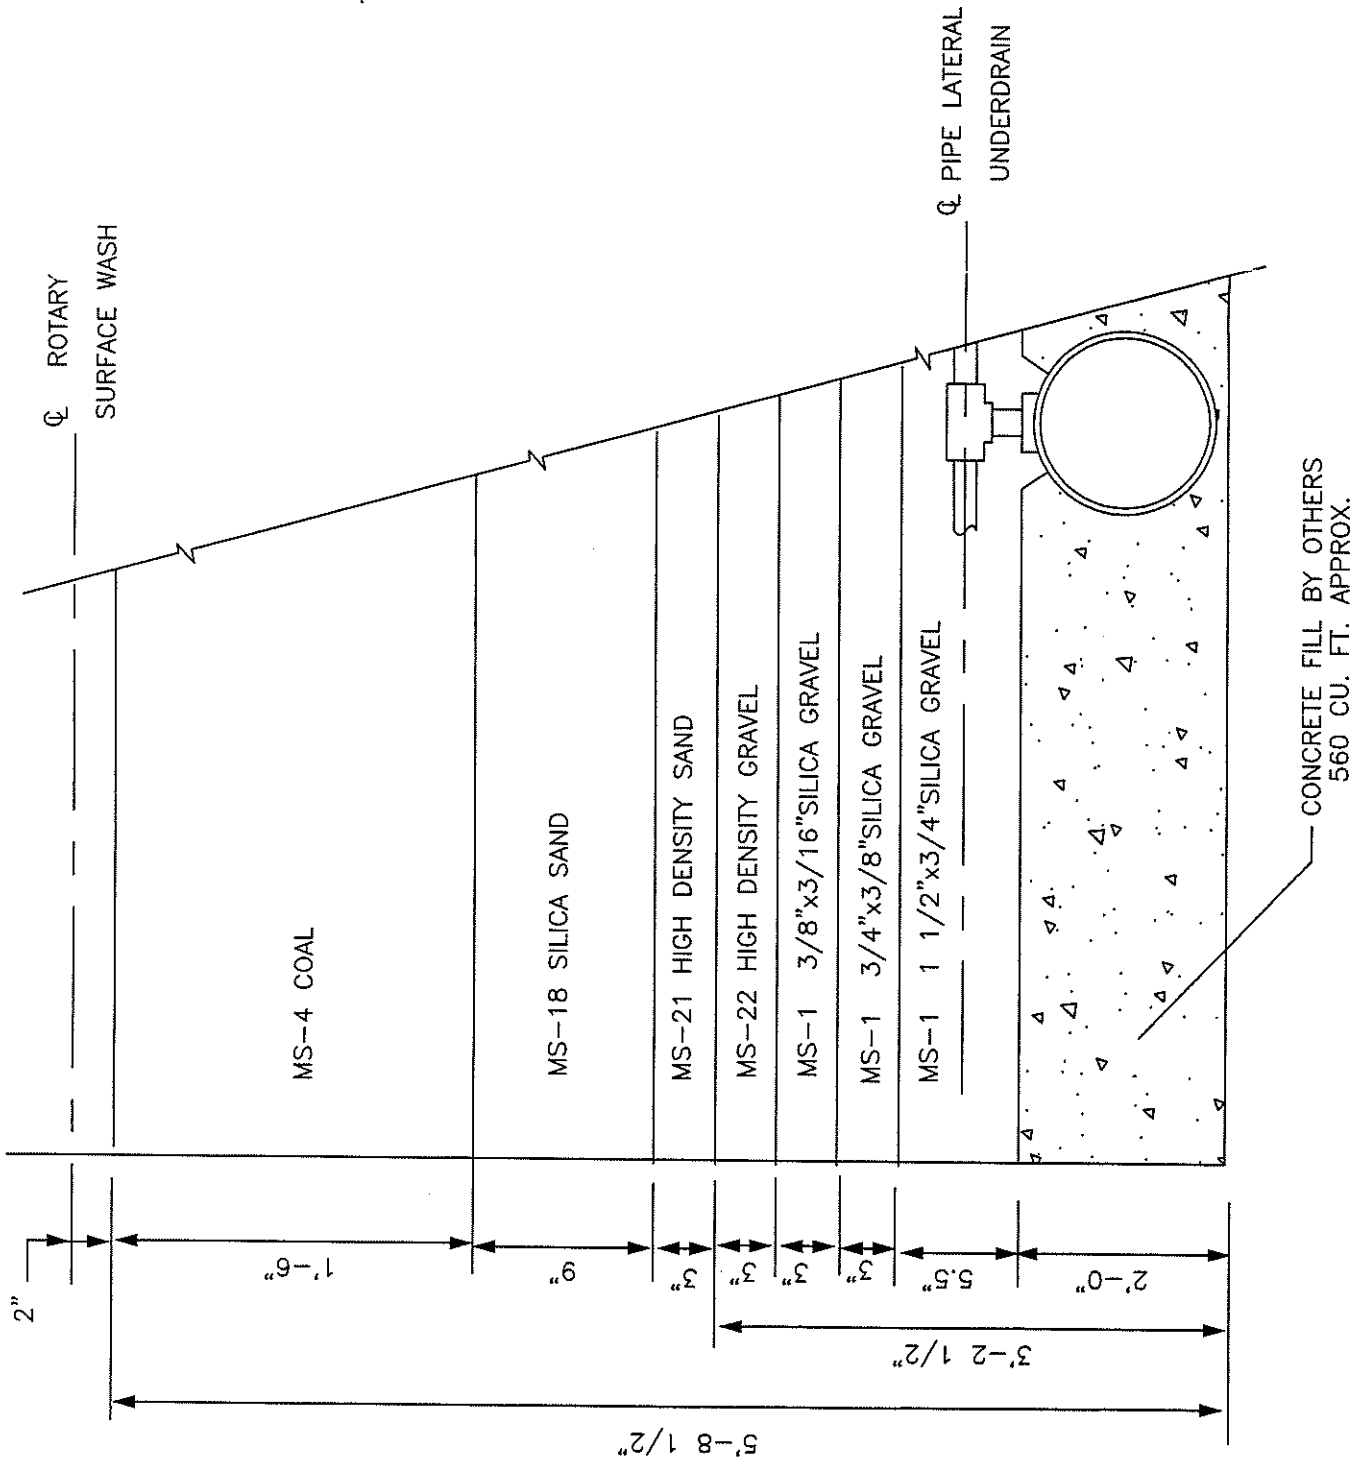 ℄ ROTARY
SURFACE WASH
2"
MS-4 COAL
1'-6"
MS-18 SILICA SAND
9"
MS-21 HIGH DENSITY SAND
3"
MS-22 HIGH DENSITY GRAVEL
3"
MS-1 3/8"x3/16"SILICA GRAVEL
3"
MS-1 3/4"x3/8"SILICA GRAVEL
3"
MS-1 1 1/2"x3/4"SILICA GRAVEL
5.5"
℄ PIPE LATERAL
UNDERDRAIN
2'-0"
3'-2 1/2"
5'-8 1/2"
CONCRETE FILL BY OTHERS
560 CU. FT. APPROX.